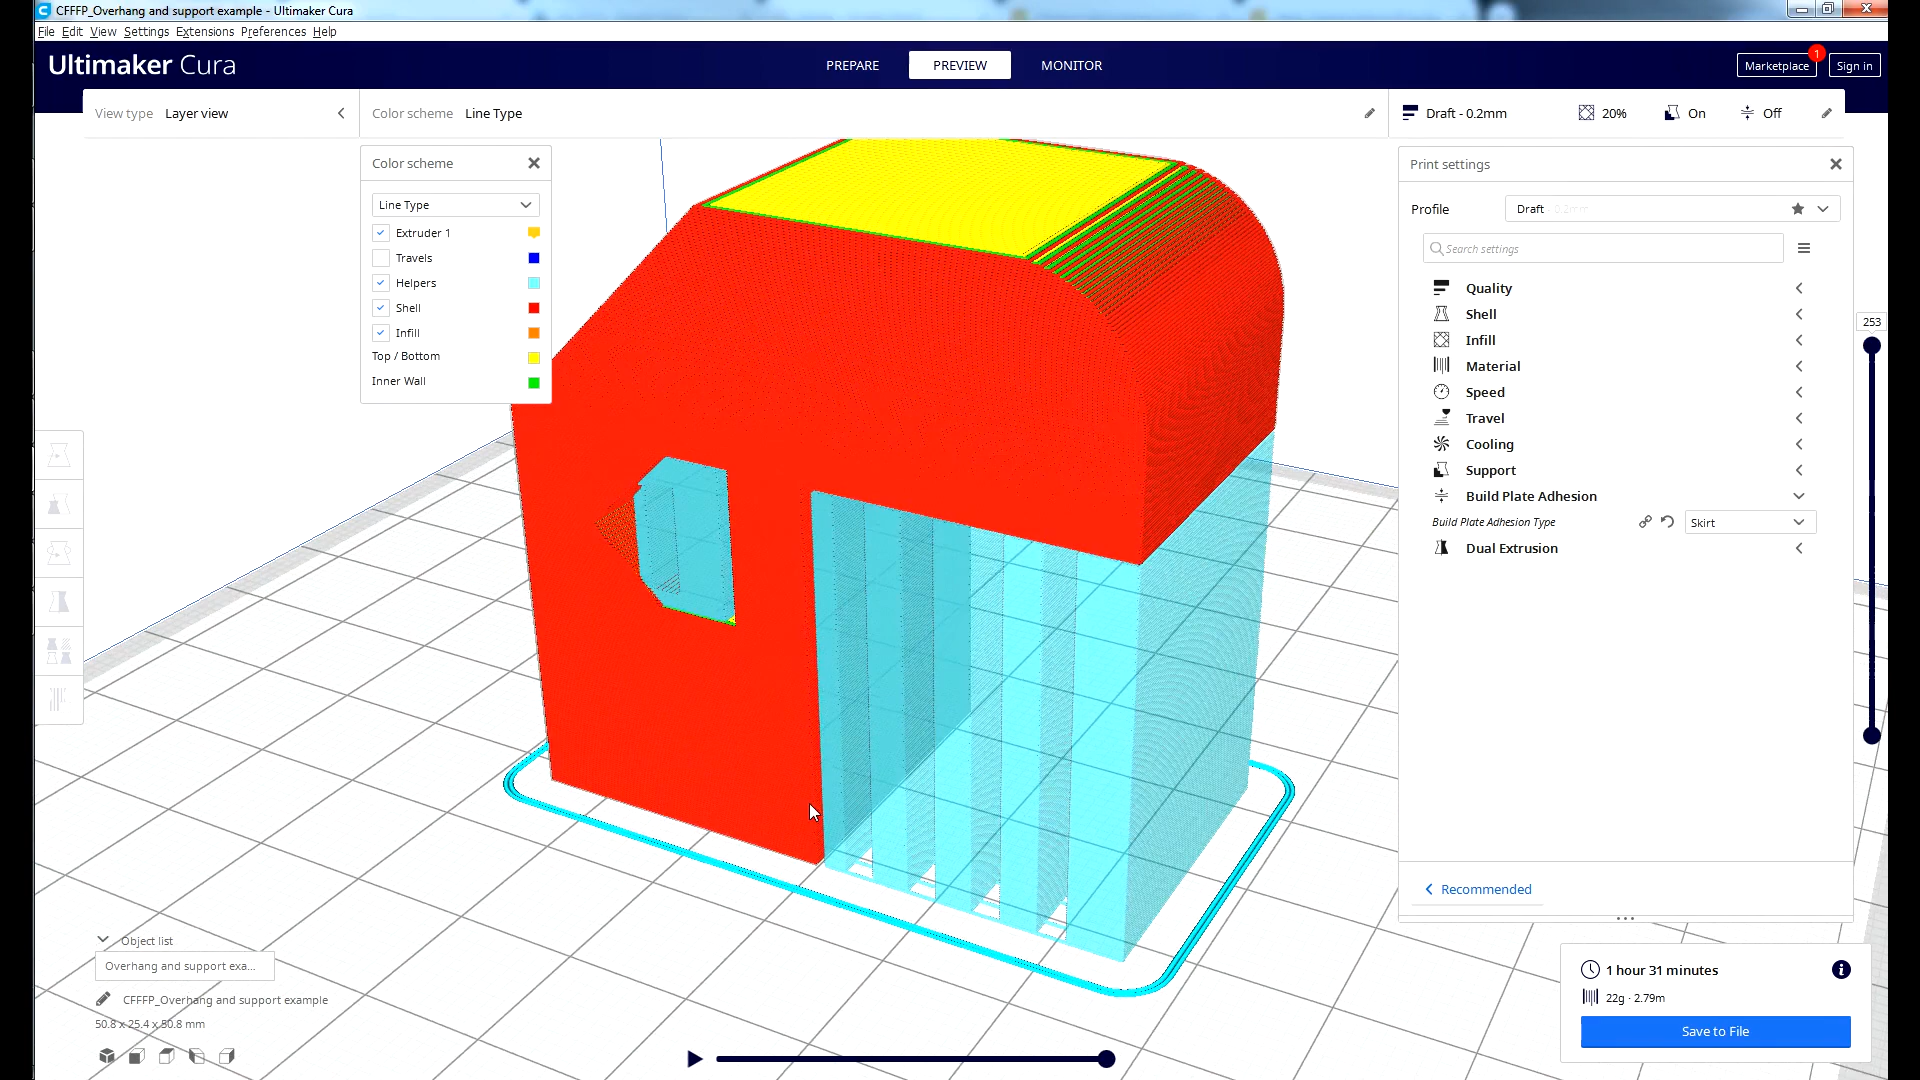 CFFFP_Overhang and support example - Ultimaker Cura
File Edit View Settings Extensions Preferences Help
Ultimaker Cura
PREPARE
PREVIEW
MONITOR
Marketplace
1
Sign in
View type Layer view
Color scheme Line Type
Draft - 0.2mm
20%
On
Off
Color scheme
Line Type
Extruder 1
Travels
Helpers
Shell
Infill
Top / Bottom
Inner Wall
Print settings
Profile
Draft - 0.2mm
Search settings
Quality
Shell
Infill
Material
Speed
Travel
Cooling
Support
Build Plate Adhesion
Build Plate Adhesion Type
Skirt
Dual Extrusion
253
Recommended
Object list
Overhang and support exa...
CFFFP_Overhang and support example
50.8 x 25.4 x 50.8 mm
1 hour 31 minutes
22g · 2.79m
Save to File